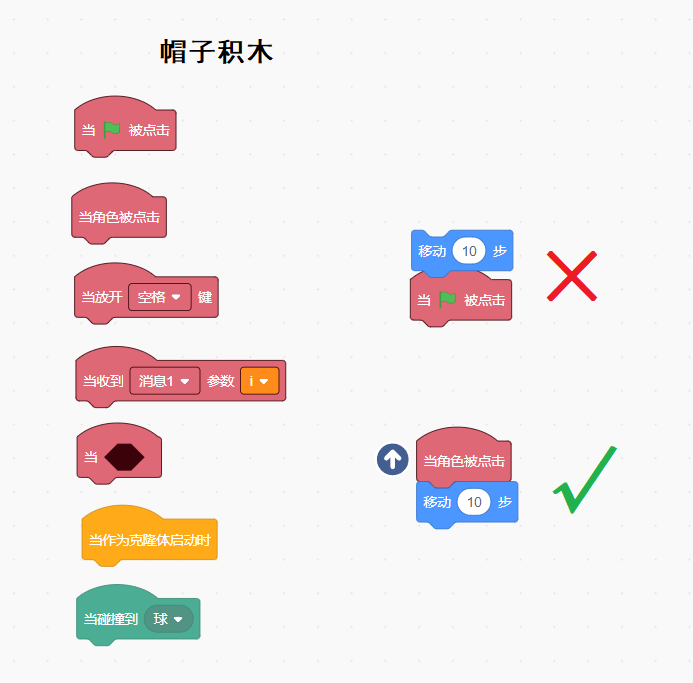 帽子积木
当 被点击
当角色被点击
当放开 空格 键
当收到 消息1 参数 i
当
当作为克隆体启动时
当碰撞到 球
移动 10 步
当 被点击
当角色被点击
移动 10 步